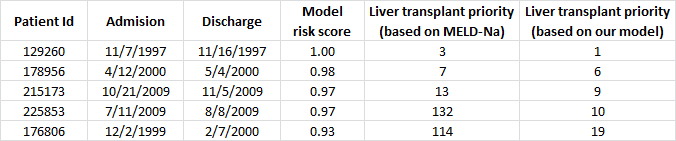 Patient Id Admision Discharge Model risk score Liver transplant priority (based on MELD-Na) Liver transplant priority (based on our model)
129260 11/7/1997 11/16/1997 1.00 3 1
178956 4/12/2000 5/4/2000 0.98 7 6
215173 10/21/2009 11/5/2009 0.97 13 9
225853 7/11/2009 8/8/2009 0.97 132 10
176806 12/2/1999 2/7/2000 0.93 114 19